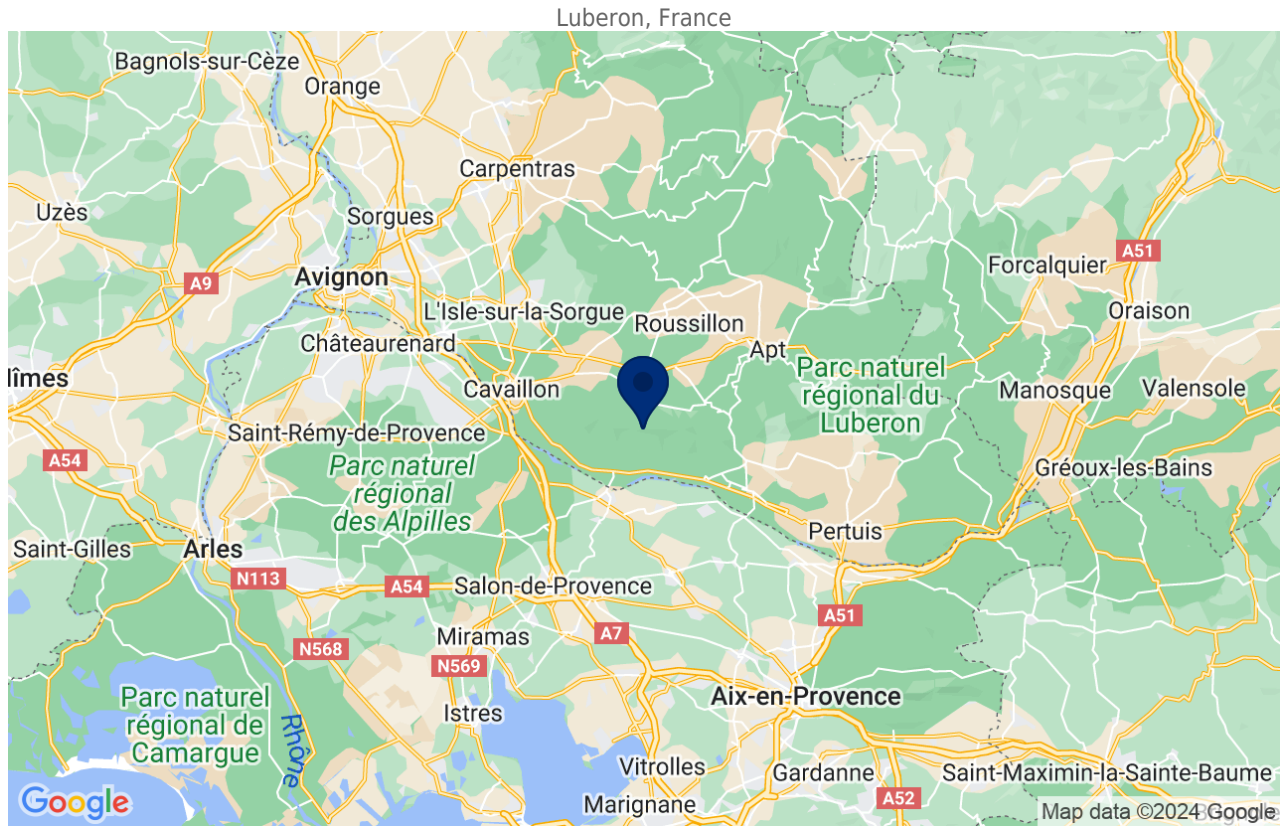 Luberon, France
Bagnols-sur-Cèze
Orange
Carpentras
Uzès
Sorgues
A9
Avignon
A51
Forcalquier
L'Isle-sur-la-Sorgue
Roussillon
Oraison
Châteaurenard
Apt
Nîmes
Cavaillon
Parc naturel
régional du
Luberon
Manosque
Valensole
Saint-Rémy-de-Provence
A54
Parc naturel
régional
des Alpilles
Gréoux-les-Bains
Pertuis
Saint-Gilles
Arles
N113
A54
Salon-de-Provence
A51
Miramas
A7
N568
N569
Parc naturel
régional de
Camargue
Rhône
Istres
Aix-en-Provence
Vitrolles
Gardanne
Saint-Maximin-la-Sainte-Baume
Marignane
A52
Google
Map data ©2024 Google